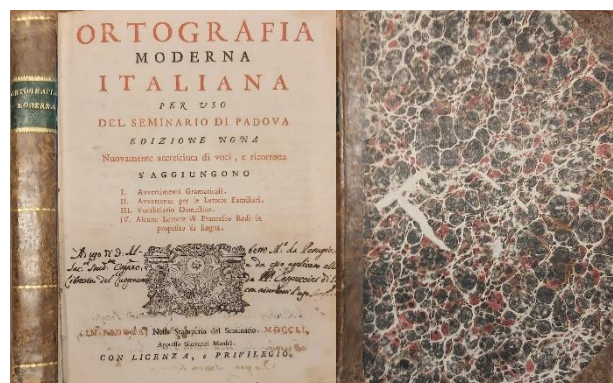 ORTOGRAFIA
MODERNA
ORTOGRAFIA
MODERNA
ITALIANA
PER USO
DEL SEMINARIO DI PADOVA
EDIZIONE NONA
Nuovamente accresciuta di voci, e ricorretta
S'AGGIUNGONO
I. Avvertimenti Gramaticali.
II. Avvertenze per le Lettere Familiari.
III. Vocabolario Domestico.
IV. Alcune Lettere di Francesco Redi in
proposito di lingua.
IN PADOVA, Nella Stamperia del Seminario. MDCCLI.
Appresso Giovanni Manfrè.
CON LICENZA, e PRIVILEGIO.